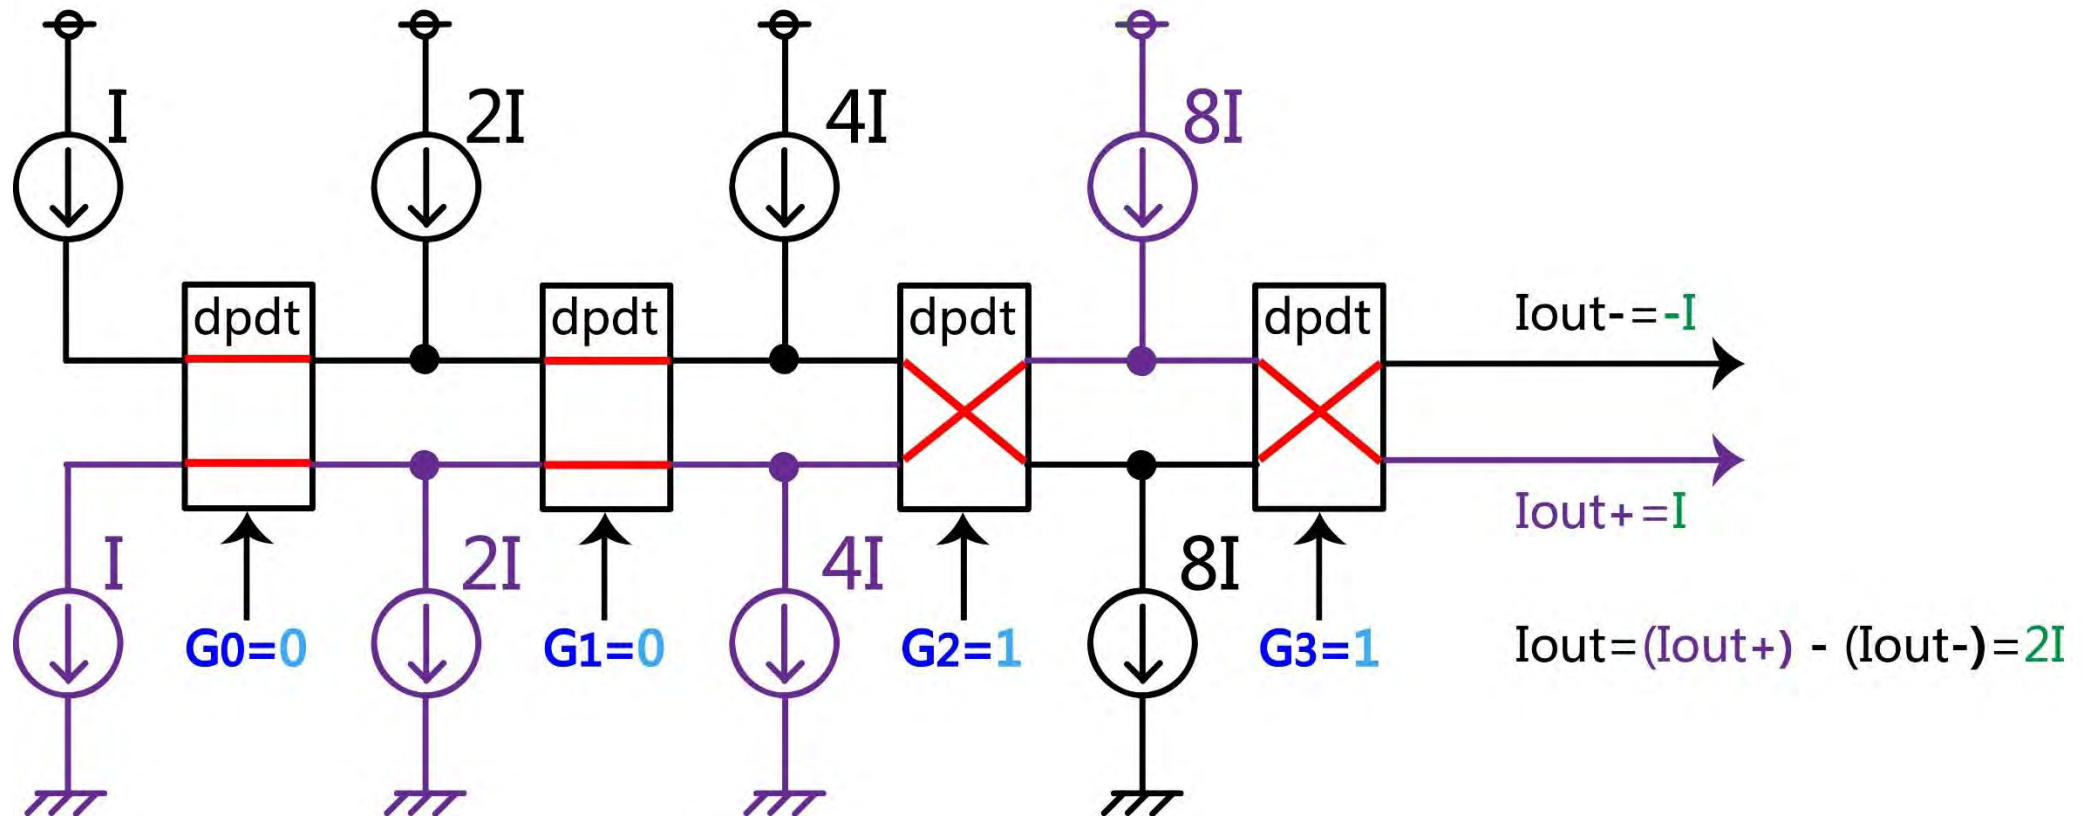 I
2I
4I
8I
dpdt
dpdt
dpdt
dpdt
Iout-=-I
Iout+=I
I
2I
4I
8I
G0=0
G1=0
G2=1
G3=1
Iout=(Iout+) - (Iout-)=2I